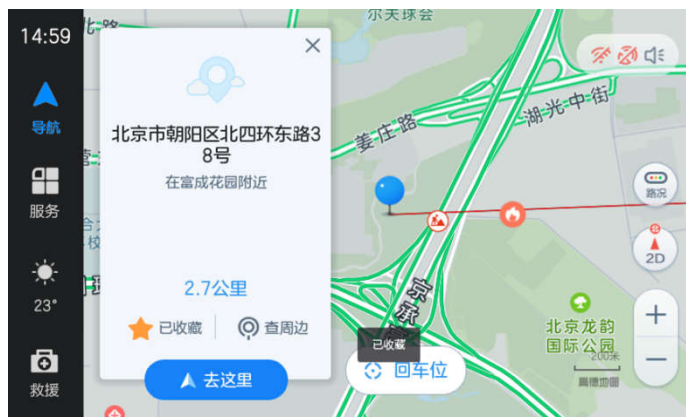 14:59
导航
服务
23°
救援
北京市朝阳区北四环东路3
8号
在富成花园附近
2.7公里
已收藏
查周边
去这里
尔夫球会
姜庄路
湖光中街
路况
2D
北京龙韵
国际公园
200米
高德地图
京承
已收藏
回车位